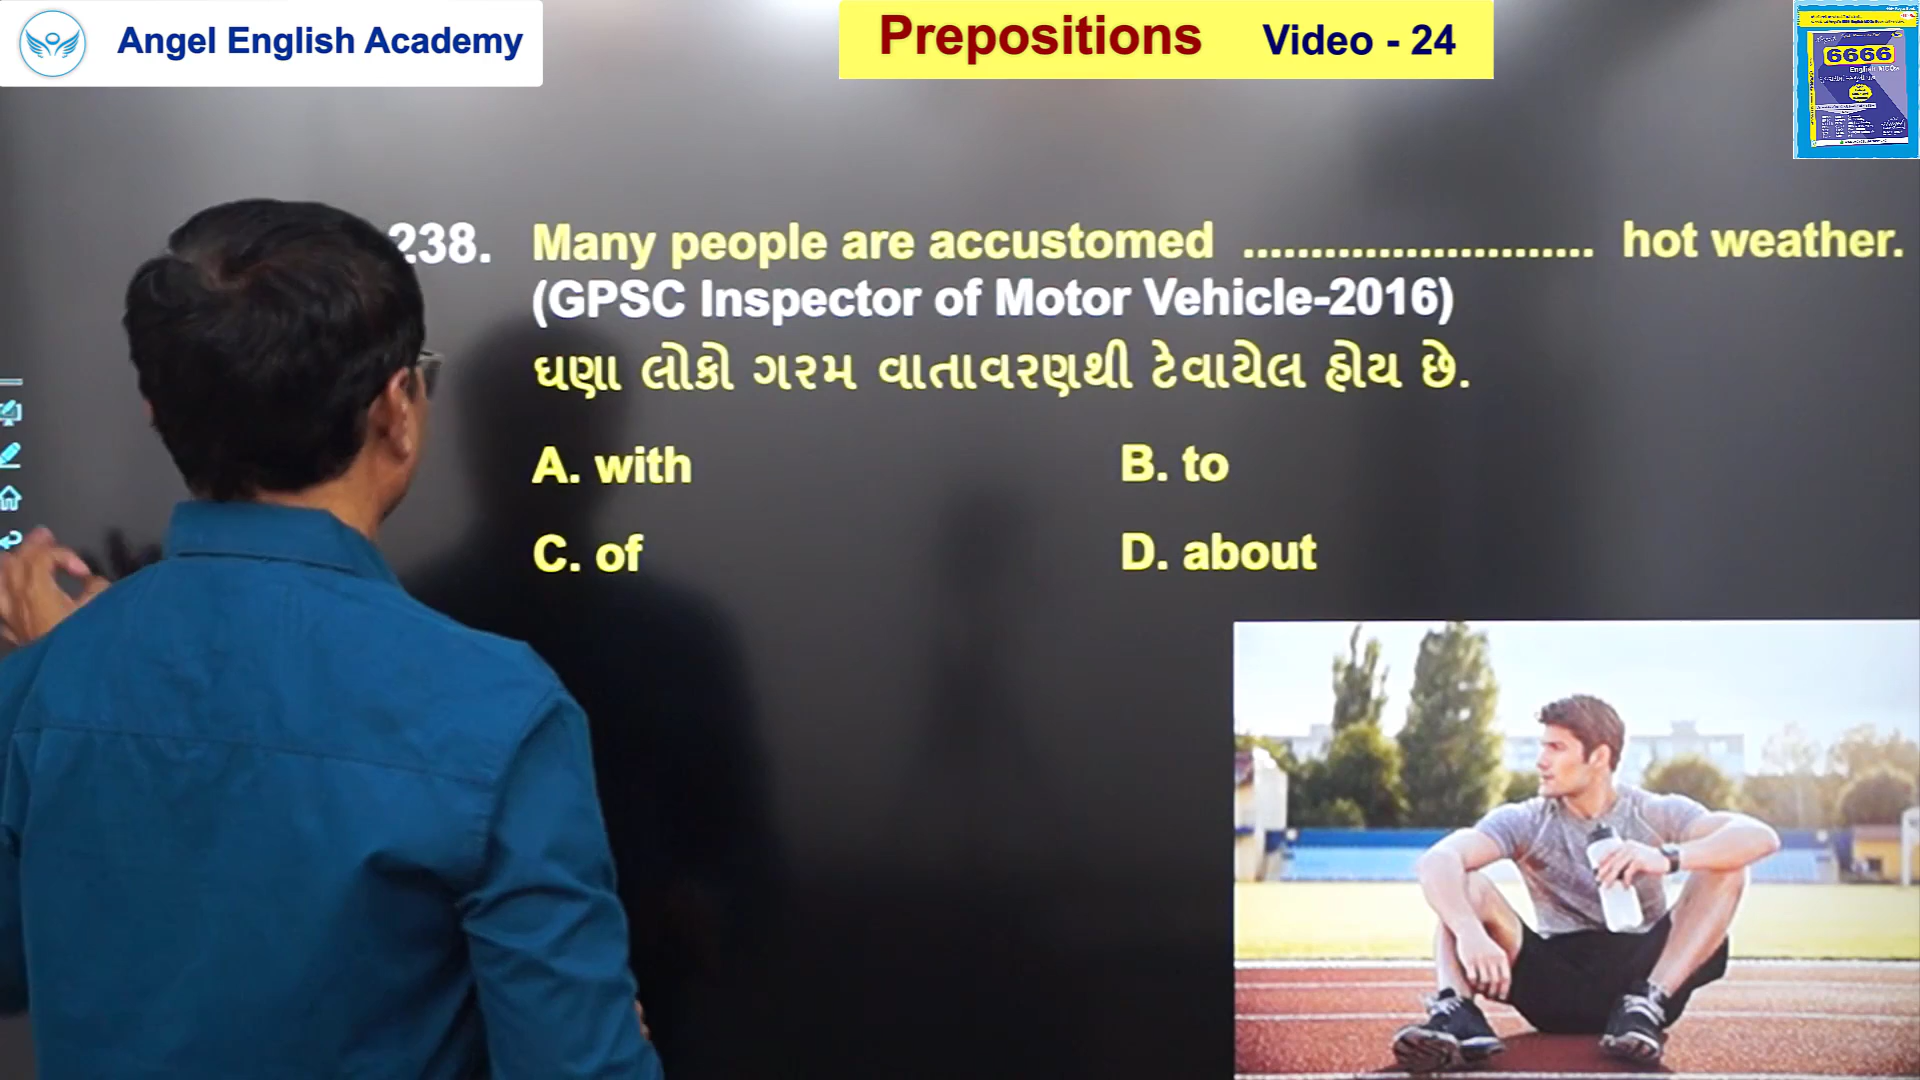 Angel English Academy
Prepositions Video - 24
6666
238. Many people are accustomed .......................... hot weather.
(GPSC Inspector of Motor Vehicle-2016)
ઘણા લોકો ગરમ વાતાવરણથી ટેવાયેલ હોય છે.
A. with B. to
C. of D. about